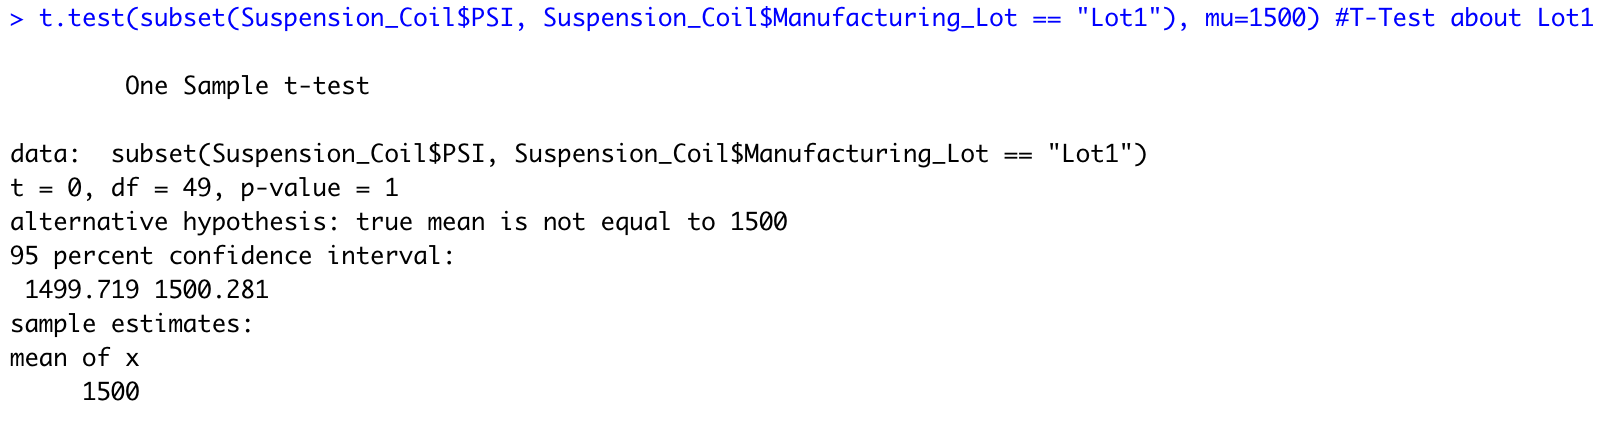 > t.test(subset(Suspension_Coil$PSI, Suspension_Coil$Manufacturing_Lot == "Lot1"), mu=1500) #T-Test about Lot1
One Sample t-test
data:  subset(Suspension_Coil$PSI, Suspension_Coil$Manufacturing_Lot == "Lot1")
t = 0, df = 49, p-value = 1
alternative hypothesis: true mean is not equal to 1500
95 percent confidence interval:
1499.719 1500.281
sample estimates:
mean of x
1500